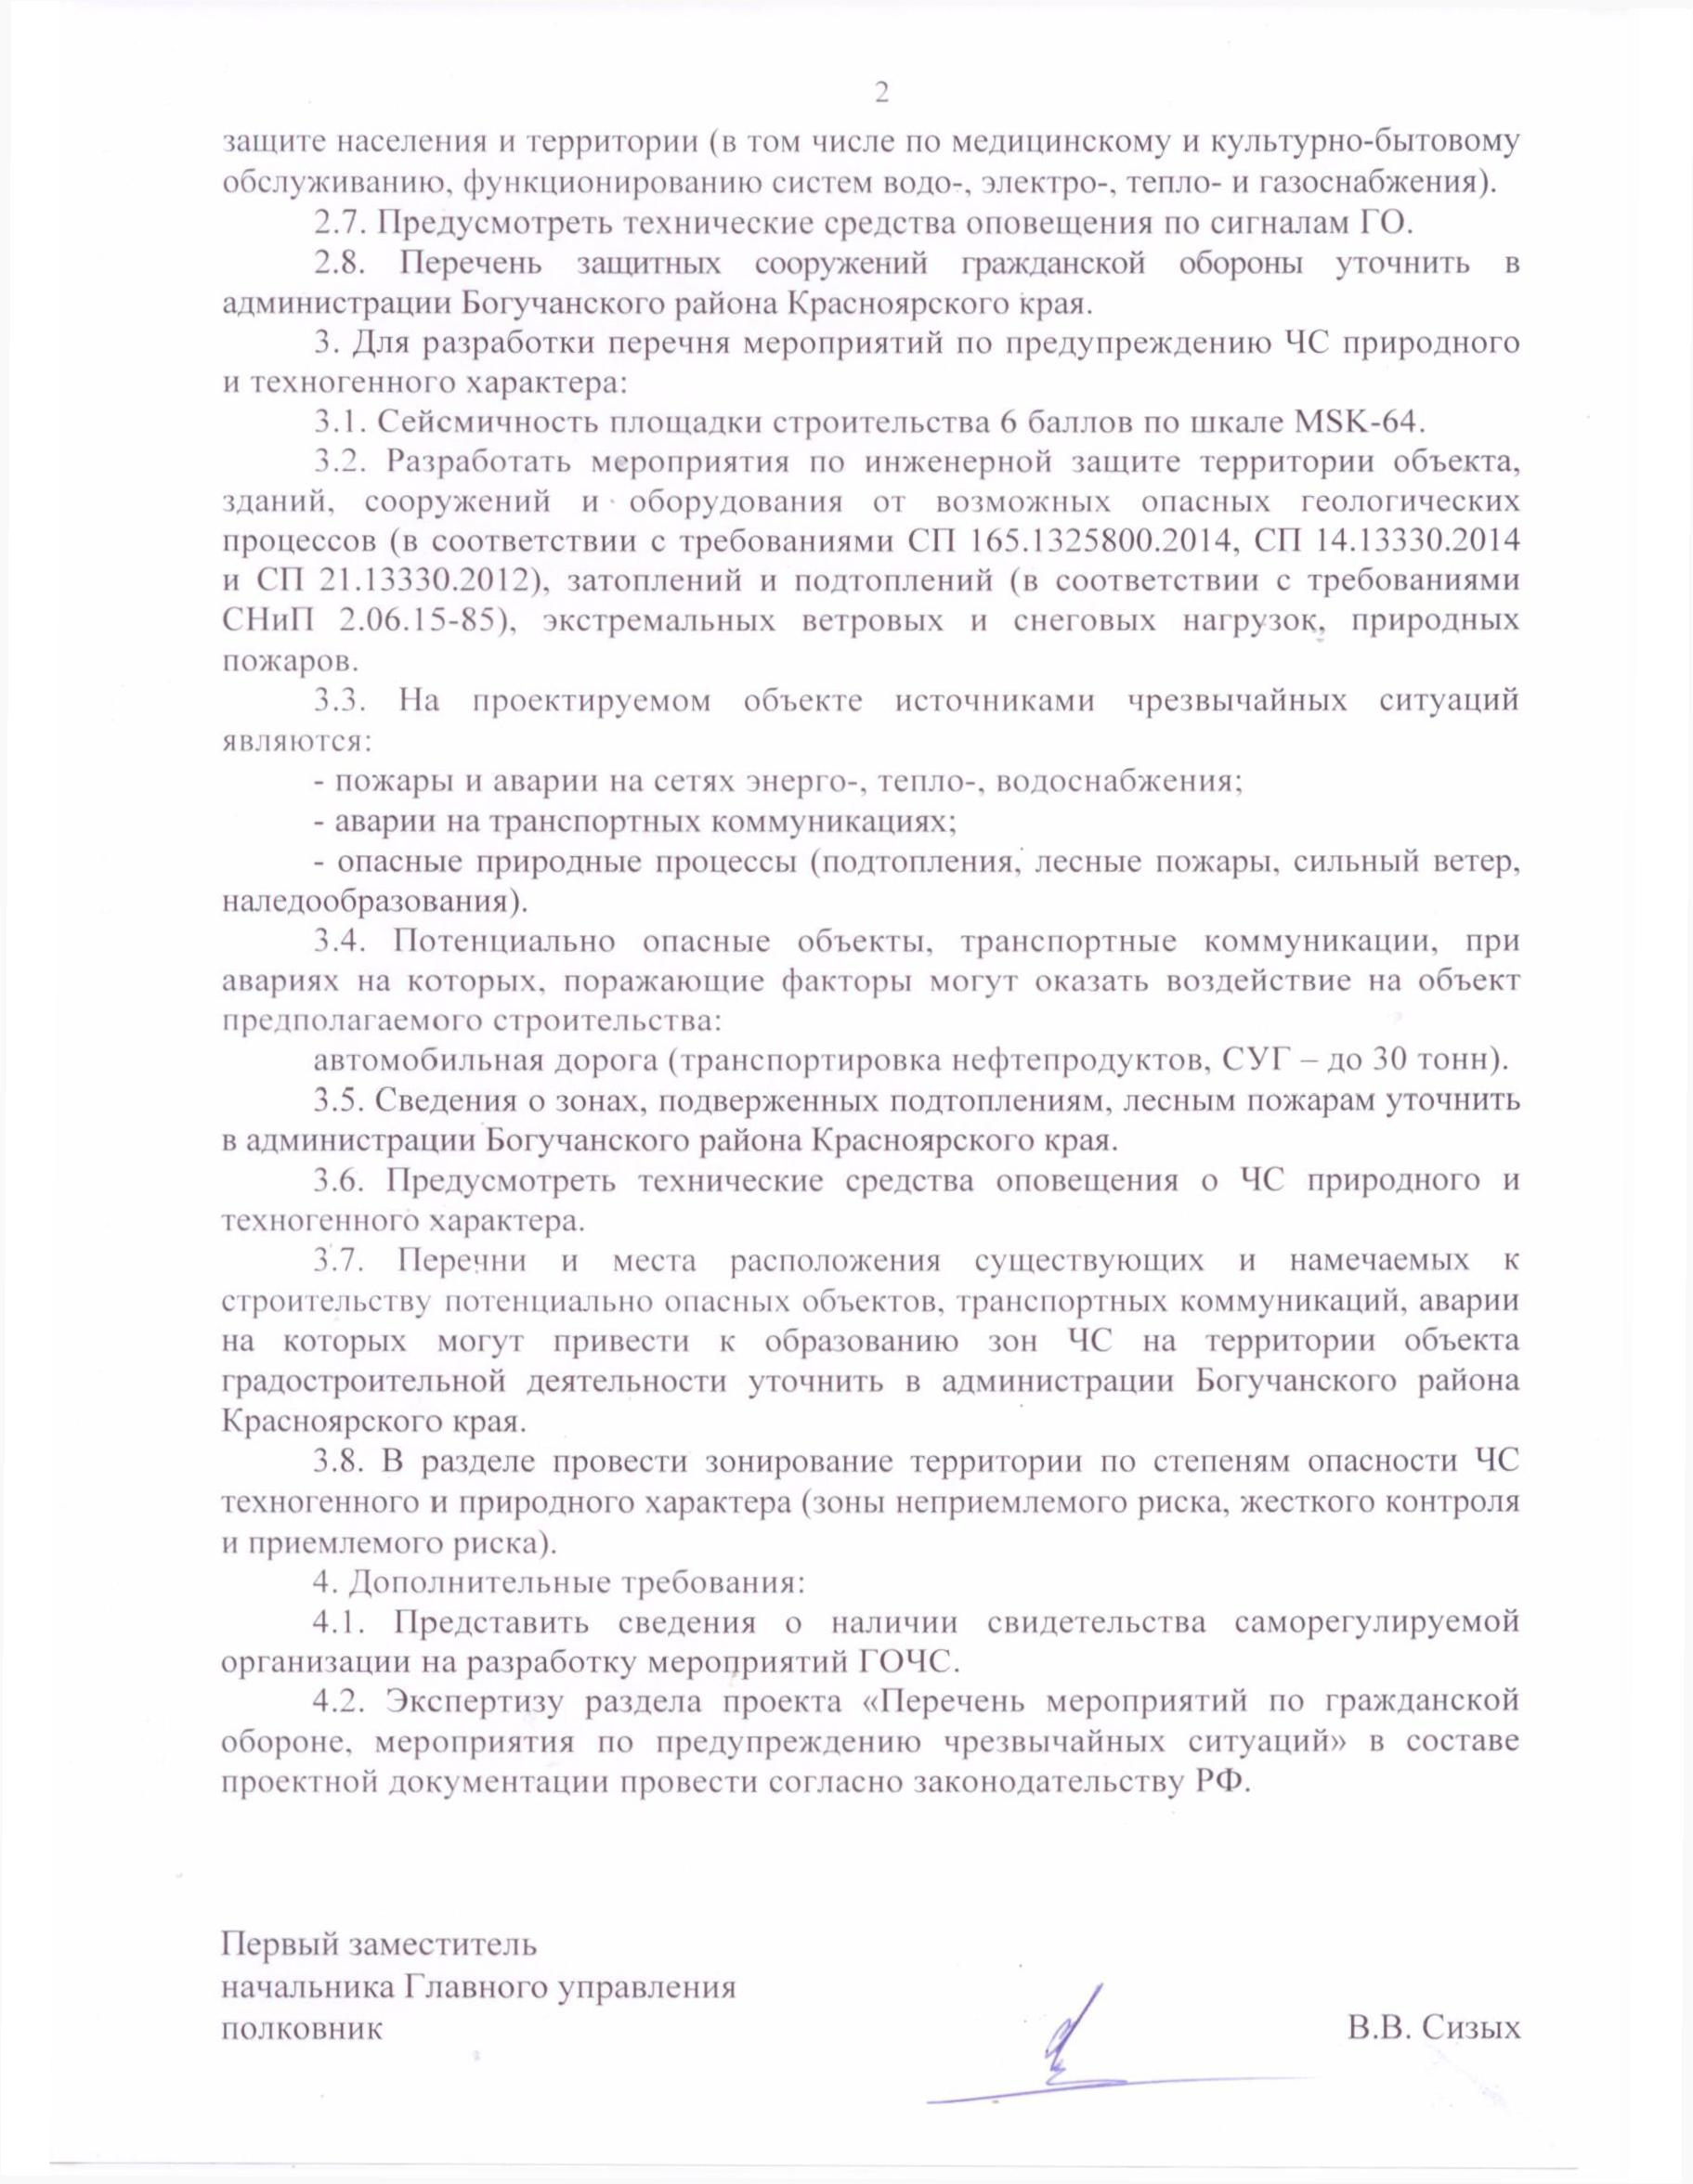 2
защите населения и территории (в том числе по медицинскому и культурно-бытовому
обслуживанию, функционированию систем водо-, электро-, тепло- и газоснабжения).
2.7. Предусмотреть технические средства оповещения по сигналам ГО.
2.8. Перечень защитных сооружений гражданской обороны уточнить в
администрации Богучанского района Красноярского края.
3. Для разработки перечня мероприятий по предупреждению ЧС природного
и техногенного характера:
3.1. Сейсмичность площадки строительства 6 баллов по шкале MSK-64.
3.2. Разработать мероприятия по инженерной защите территории объекта,
зданий, сооружений и оборудования от возможных опасных геологических
процессов (в соответствии с требованиями СП 165.1325800.2014, СП 14.13330.2014
и СП 21.13330.2012), затоплений и подтоплений (в соответствии с требованиями
СНиП 2.06.15-85), экстремальных ветровых и снеговых нагрузок, природных
пожаров.
3.3. На проектируемом объекте источниками чрезвычайных ситуаций
являются:
- пожары и аварии на сетях энерго-, тепло-, водоснабжения;
- аварии на транспортных коммуникациях;
- опасные природные процессы (подтопления, лесные пожары, сильный ветер,
наледообразования).
3.4. Потенциально опасные объекты, транспортные коммуникации, при
авариях на которых, поражающие факторы могут оказать воздействие на объект
предполагаемого строительства:
автомобильная дорога (транспортировка нефтепродуктов, СУГ – до 30 тонн).
3.5. Сведения о зонах, подверженных подтоплениям, лесным пожарам уточнить
в администрации Богучанского района Красноярского края.
3.6. Предусмотреть технические средства оповещения о ЧС природного и
техногенного характера.
3.7. Перечни и места расположения существующих и намечаемых к
строительству потенциально опасных объектов, транспортных коммуникаций, аварии
на которых могут привести к образованию зон ЧС на территории объекта
градостроительной деятельности уточнить в администрации Богучанского района
Красноярского края.
3.8. В разделе провести зонирование территории по степеням опасности ЧС
техногенного и природного характера (зоны неприемлемого риска, жесткого контроля
и приемлемого риска).
4. Дополнительные требования:
4.1. Представить сведения о наличии свидетельства саморегулируемой
организации на разработку мероприятий ГОЧС.
4.2. Экспертизу раздела проекта «Перечень мероприятий по гражданской
обороне, мероприятия по предупреждению чрезвычайных ситуаций» в составе
проектной документации провести согласно законодательству РФ.
Первый заместитель
начальника Главного управления
полковник В.В. Сизых